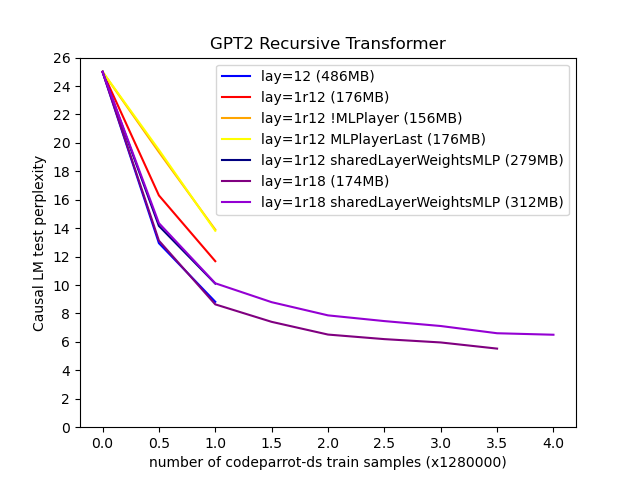 GPT2 Recursive Transformer
26
24
22
20
18
16
14
12
10
8
6
4
2
0
Causal LM test perplexity
lay=12 (486MB)
lay=1r12 (176MB)
lay=1r12 !MLPlayer (156MB)
lay=1r12 MLPlayerLast (176MB)
lay=1r12 sharedLayerWeightsMLP (279MB)
lay=1r18 (174MB)
lay=1r18 sharedLayerWeightsMLP (312MB)
0.0 0.5 1.0 1.5 2.0 2.5 3.0 3.5 4.0
number of codeparrot-ds train samples (x1280000)